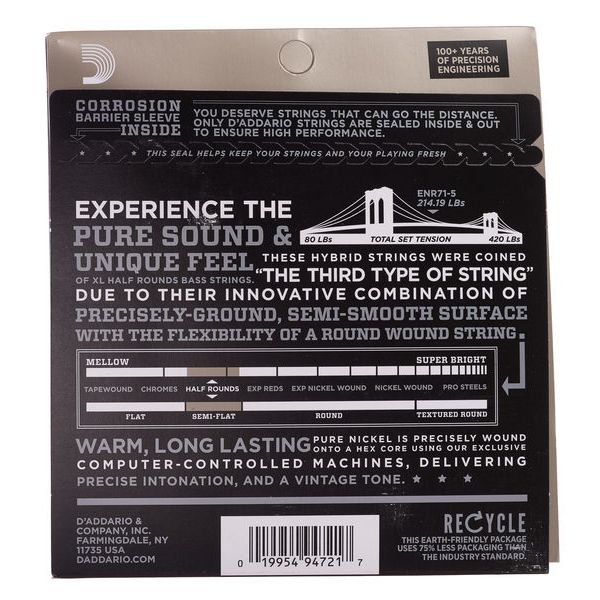 100+ YEARS
OF PRECISION
ENGINEERING
CORROSION
BARRIER SLEEVE
INSIDE
YOU DESERVE STRINGS THAT CAN GO THE DISTANCE.
ONLY D'ADDARIO STRINGS ARE SEALED INSIDE & OUT
TO ENSURE HIGH PERFORMANCE.
THIS SEAL HELPS KEEP YOUR STRINGS AND YOUR PLAYING FRESH
ENR71-5
214.19 LBs
80 LBs TOTAL SET TENSION 420 LBs
EXPERIENCE THE
PURE SOUND &
UNIQUE FEEL
OF XL HALF ROUNDS BASS STRINGS.
THESE HYBRID STRINGS WERE COINED
"THE THIRD TYPE OF STRING"
DUE TO THEIR INNOVATIVE COMBINATION OF
PRECISELY-GROUND, SEMI-SMOOTH SURFACE
WITH THE FLEXIBILITY OF A ROUND WOUND STRING.
MELLOW SUPER BRIGHT
TAPEWOUND CHROMES HALF ROUNDS EXP REDS EXP NICKEL WOUND NICKEL WOUND PRO STEELS
FLAT SEMI-FLAT ROUND TEXTURED ROUND
WARM, LONG LASTING
PURE NICKEL IS PRECISELY WOUND
ONTO A HEX CORE USING OUR EXCLUSIVE
COMPUTER-CONTROLLED MACHINES, DELIVERING
PRECISE INTONATION, AND A VINTAGE TONE.
D'ADDARIO &
COMPANY, INC.
FARMINGDALE, NY
11735 USA
DADDARIO.COM
0 19954 94721 7
RECYCLE
THIS EARTH-FRIENDLY PACKAGE
USES 75% LESS PACKAGING THAN
THE INDUSTRY STANDARD.